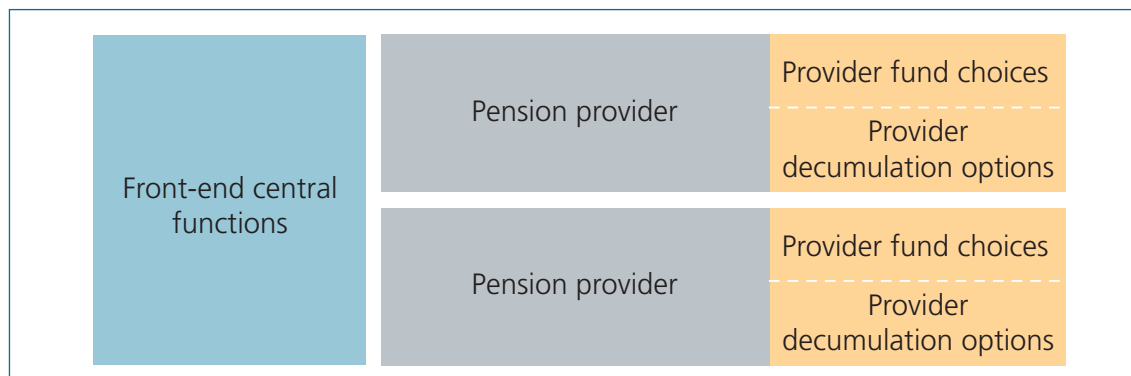 Front-end central
functions
Pension provider
Provider fund choices
Provider
decumulation options
Pension provider
Provider fund choices
Provider
decumulation options